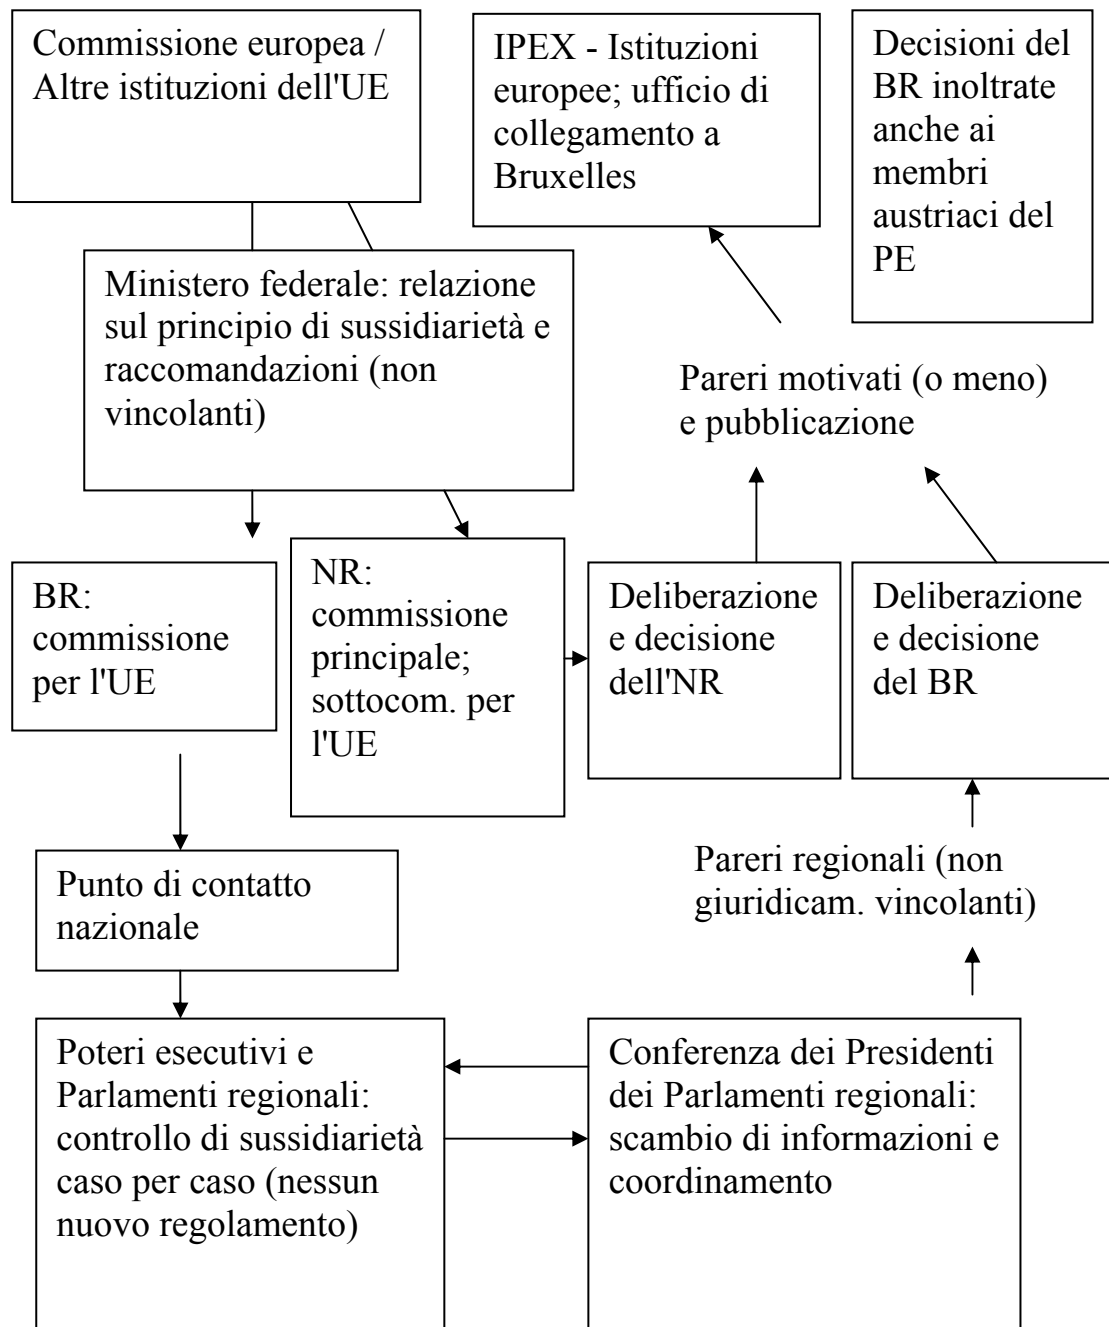 Commissione europea /
Altre istituzioni dell'UE
IPEX - Istituzioni
europee; ufficio di
collegamento a
Bruxelles
Decisioni del
BR inoltrate
anche ai
membri
austriaci del
PE
Ministero federale: relazione
sul principio di sussidiarietà e
raccomandazioni (non
vincolanti)
Pareri motivati (o meno)
e pubblicazione
BR:
commissione
per l'UE
NR:
commissione
principale;
sottocom. per
l'UE
Deliberazione
e decisione
dell'NR
Deliberazione
e decisione
del BR
Punto di contatto
nazionale
Pareri regionali (non
giuridicam. vincolanti)
Poteri esecutivi e
Parlamenti regionali:
controllo di sussidiarietà
caso per caso (nessun
nuovo regolamento)
Conferenza dei Presidenti
dei Parlamenti regionali:
scambio di informazioni e
coordinamento